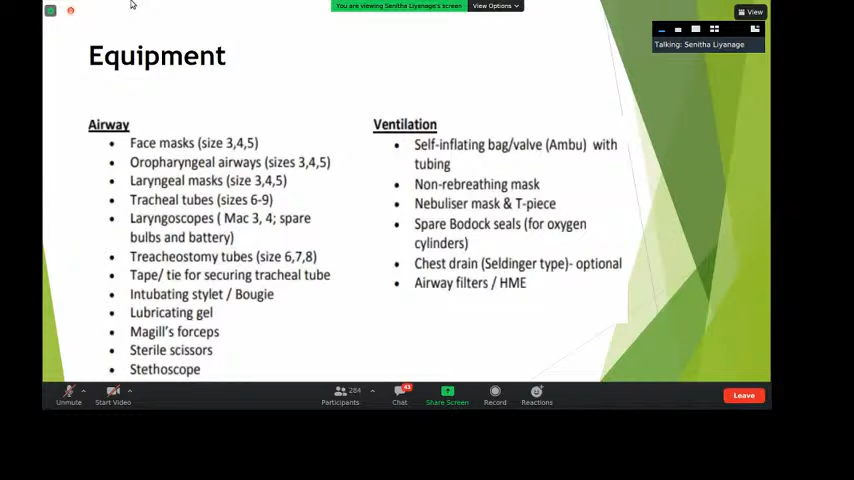 You are viewing Senitha Liyanage's screen
View Options
View
Talking: Senitha Liyanage
Equipment
Airway
Face masks (size 3,4,5)
Oropharyngeal airways (sizes 3,4,5)
Laryngeal masks (size 3,4,5)
Tracheal tubes (sizes 6-9)
Laryngoscopes ( Mac 3, 4; spare
bulbs and battery)
Treacheostomy tubes (size 6,7,8)
Tape/ tie for securing tracheal tube
Intubating stylet / Bougie
Lubricating gel
Magill's forceps
Sterile scissors
Stethoscope
Ventilation
Self-inflating bag/valve (Ambu) with
tubing
Non-rebreathing mask
Nebuliser mask & T-piece
Spare Bodock seals (for oxygen
cylinders)
Chest drain (Seldinger type)- optional
Airway filters / HME
Unmute
Start Video
284
Participants
43
Chat
Share Screen
Record
Reactions
Leave